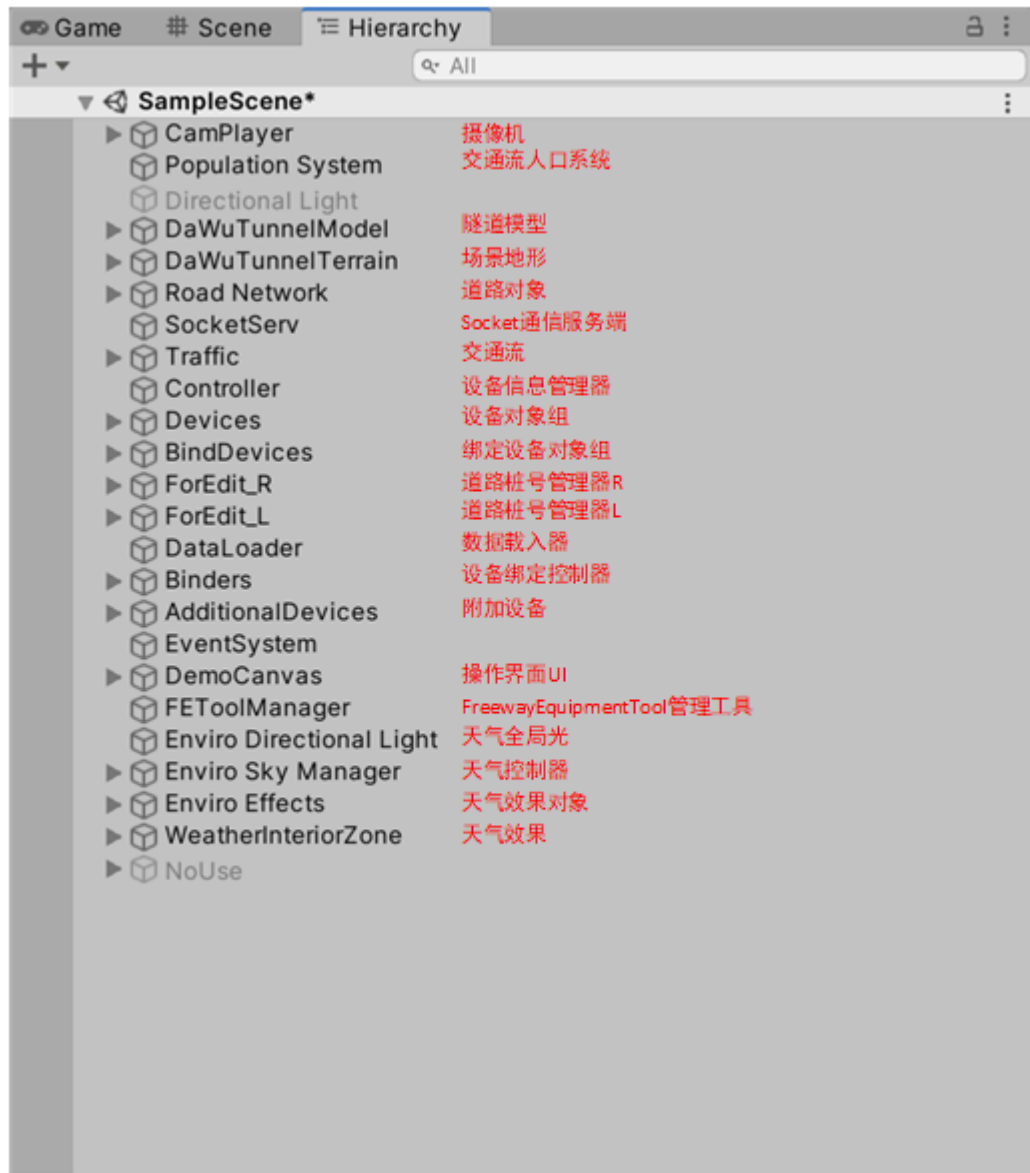 Game Scene Hierarchy
All
SampleScene*
CamPlayer 摄像机
Population System 交通流人口系统
Directional Light
DaWuTunnelModel 隧道模型
DaWuTunnelTerrain 场景地形
Road Network 道路对象
SocketServ Socket通信服务端
Traffic 交通流
Controller 设备信息管理器
Devices 设备对象组
BindDevices 绑定设备对象组
ForEdit_R 道路桩号管理器R
ForEdit_L 道路桩号管理器L
DataLoader 数据载入器
Binders 设备绑定控制器
AdditionalDevices 附加设备
EventSystem
DemoCanvas 操作界面UI
FEToolManager FreewayEquipmentTool管理工具
Enviro Directional Light 天气全局光
Enviro Sky Manager 天气控制器
Enviro Effects 天气效果对象
WeatherInteriorZone 天气效果
NoUse